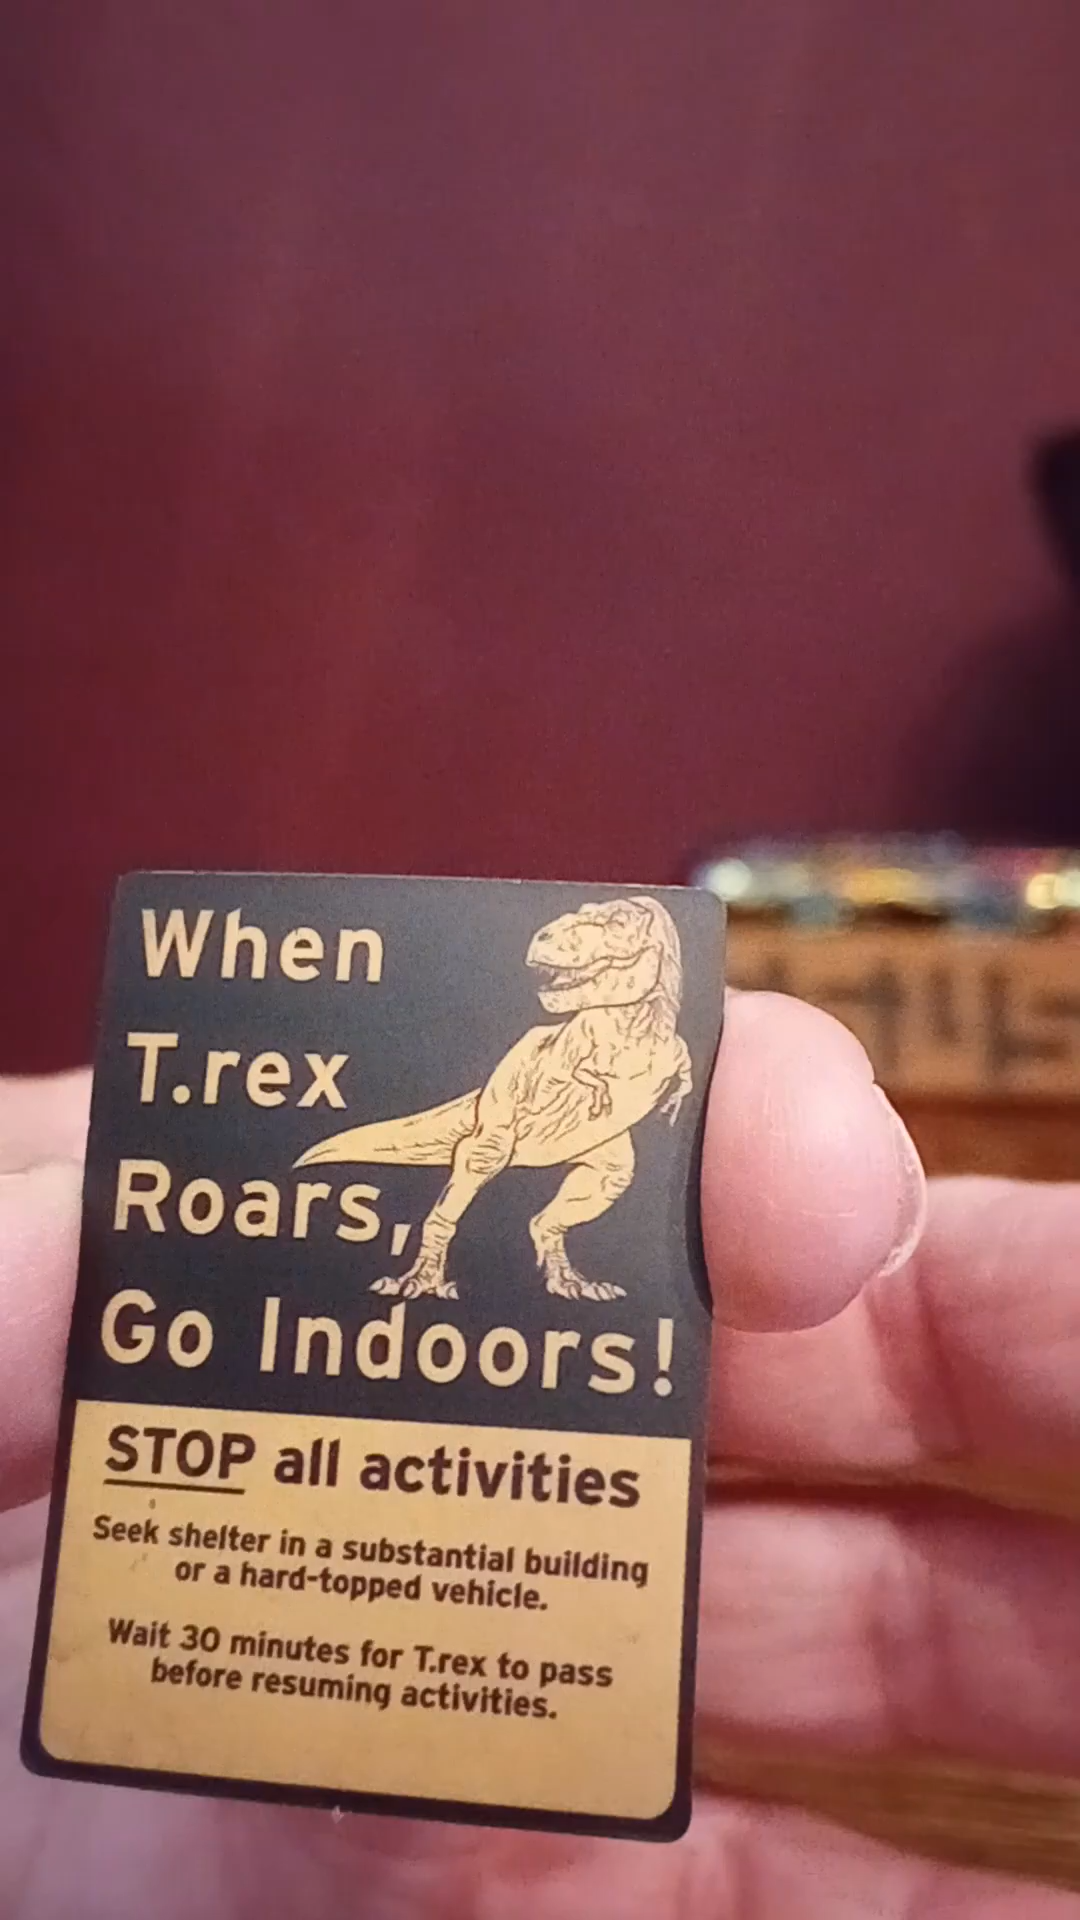 When
T.rex
Roars,
Go Indoors!
STOP all activities
Seek shelter in a substantial building
or a hard-topped vehicle.
Wait 30 minutes for T.rex to pass
before resuming activities.